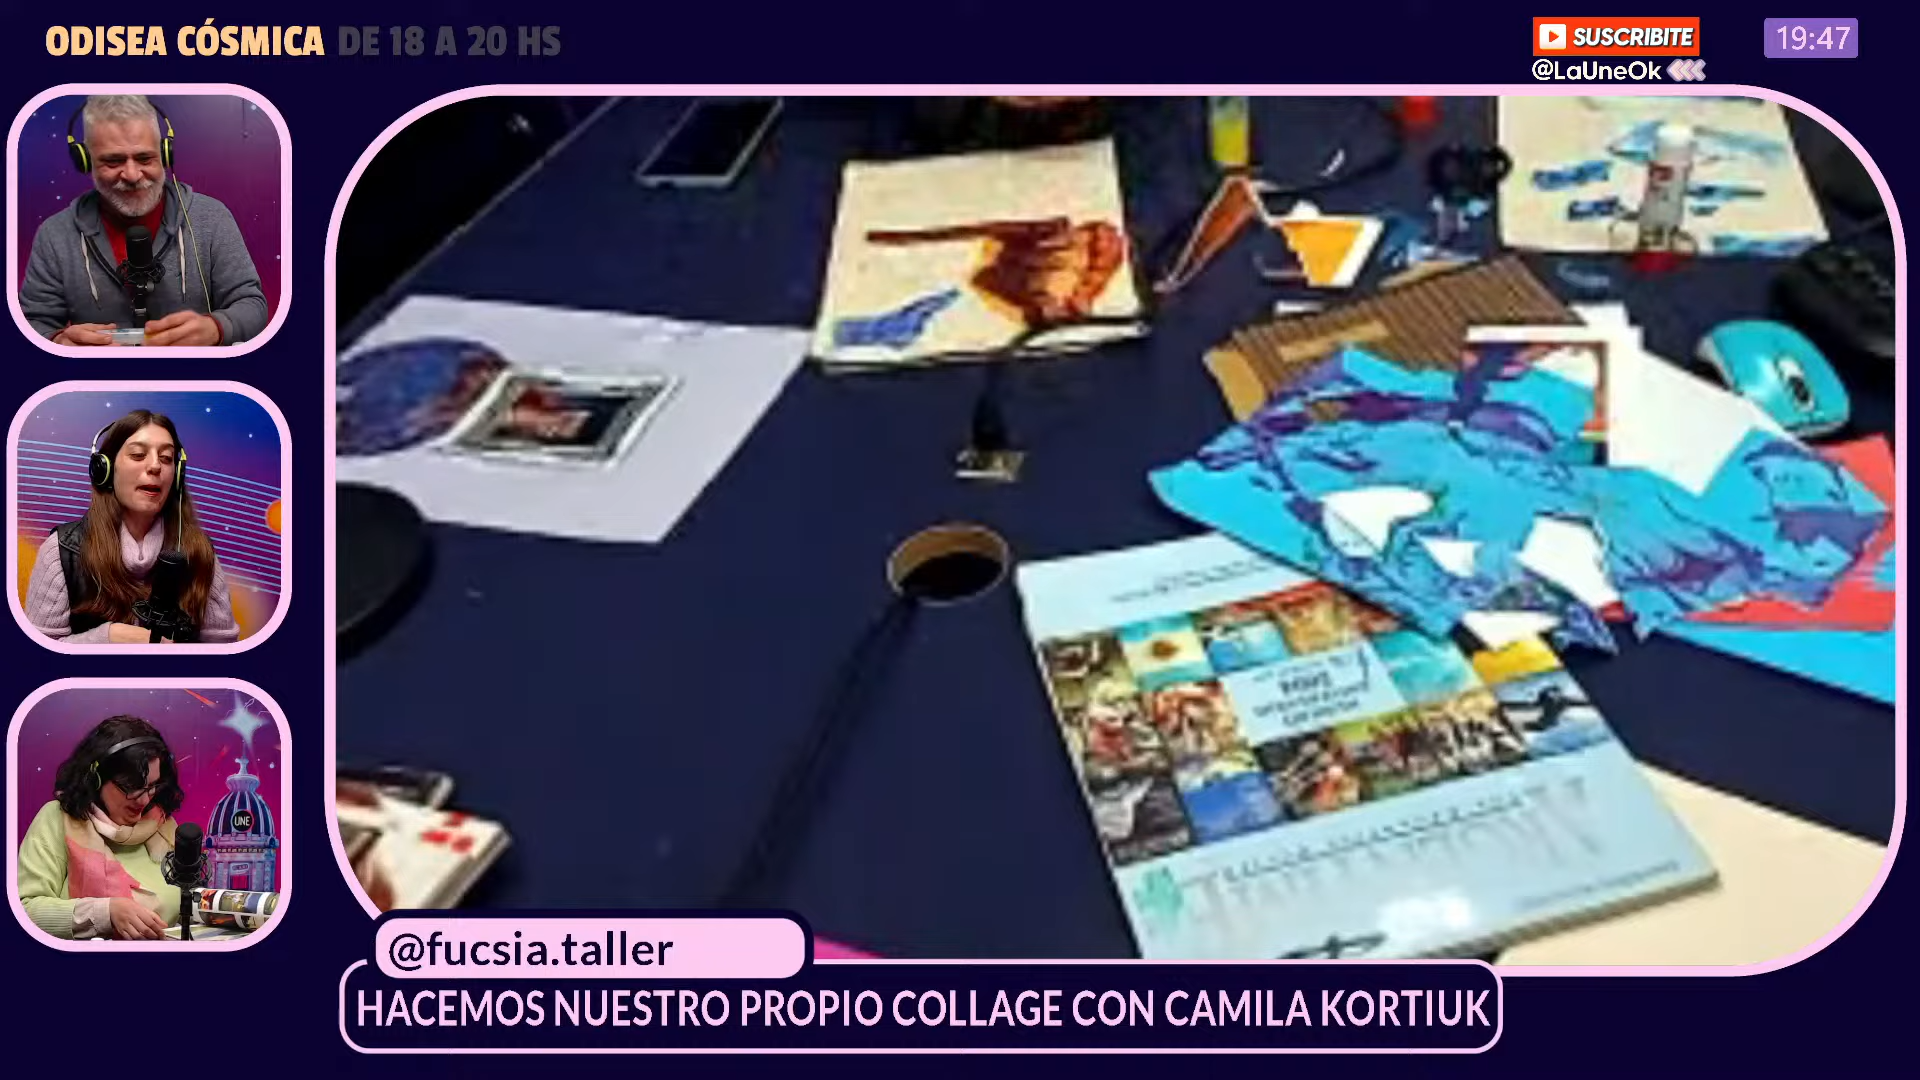 ODISEA CÓSMICA DE 18 A 20 HS
SUSCRIBITE
@LaUneOk
19:47
UNE
@fucsia.taller
HACEMOS NUESTRO PROPIO COLLAGE CON CAMILA KORTIUK